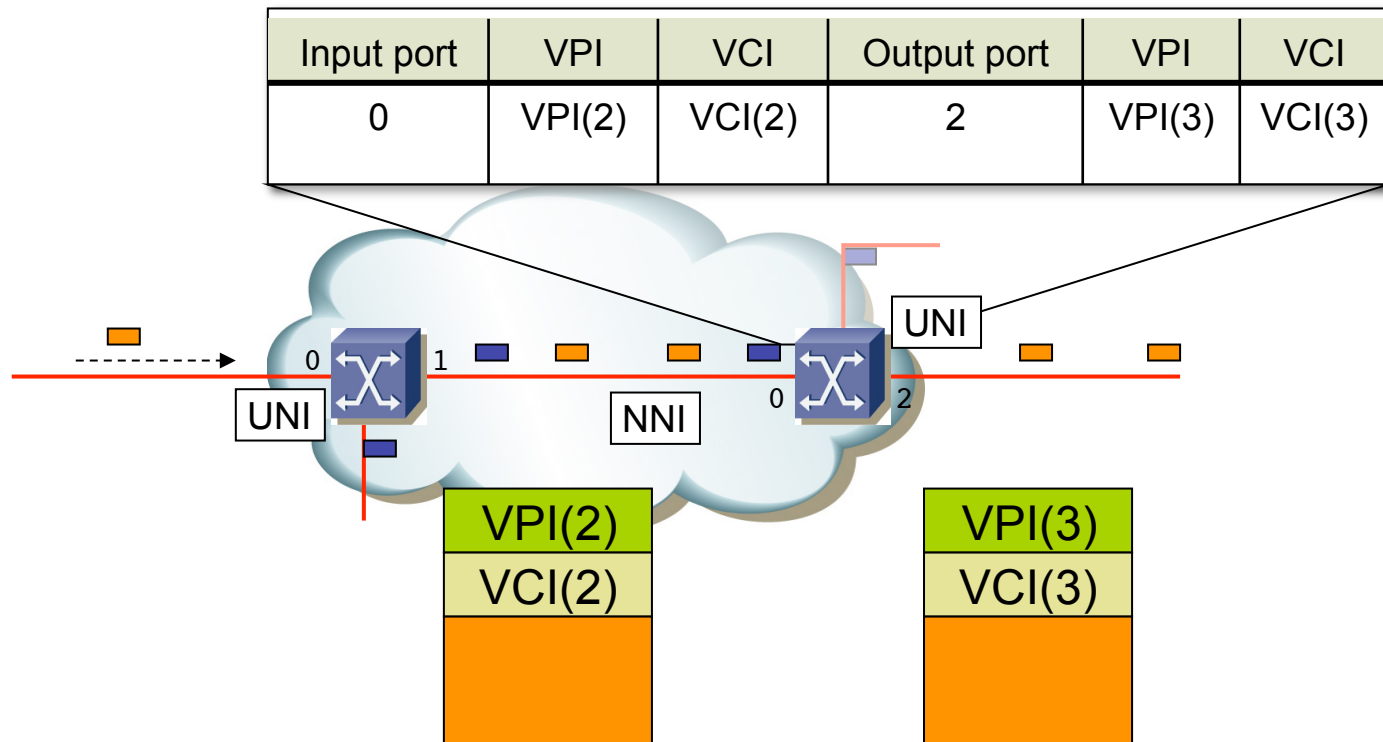 Input port VPI VCI Output port VPI VCI
0 VPI(2) VCI(2) 2 VPI(3) VCI(3)
UNI
0 1
UNI NNI 0 2
VPI(2) VPI(3)
VCI(2) VCI(3)